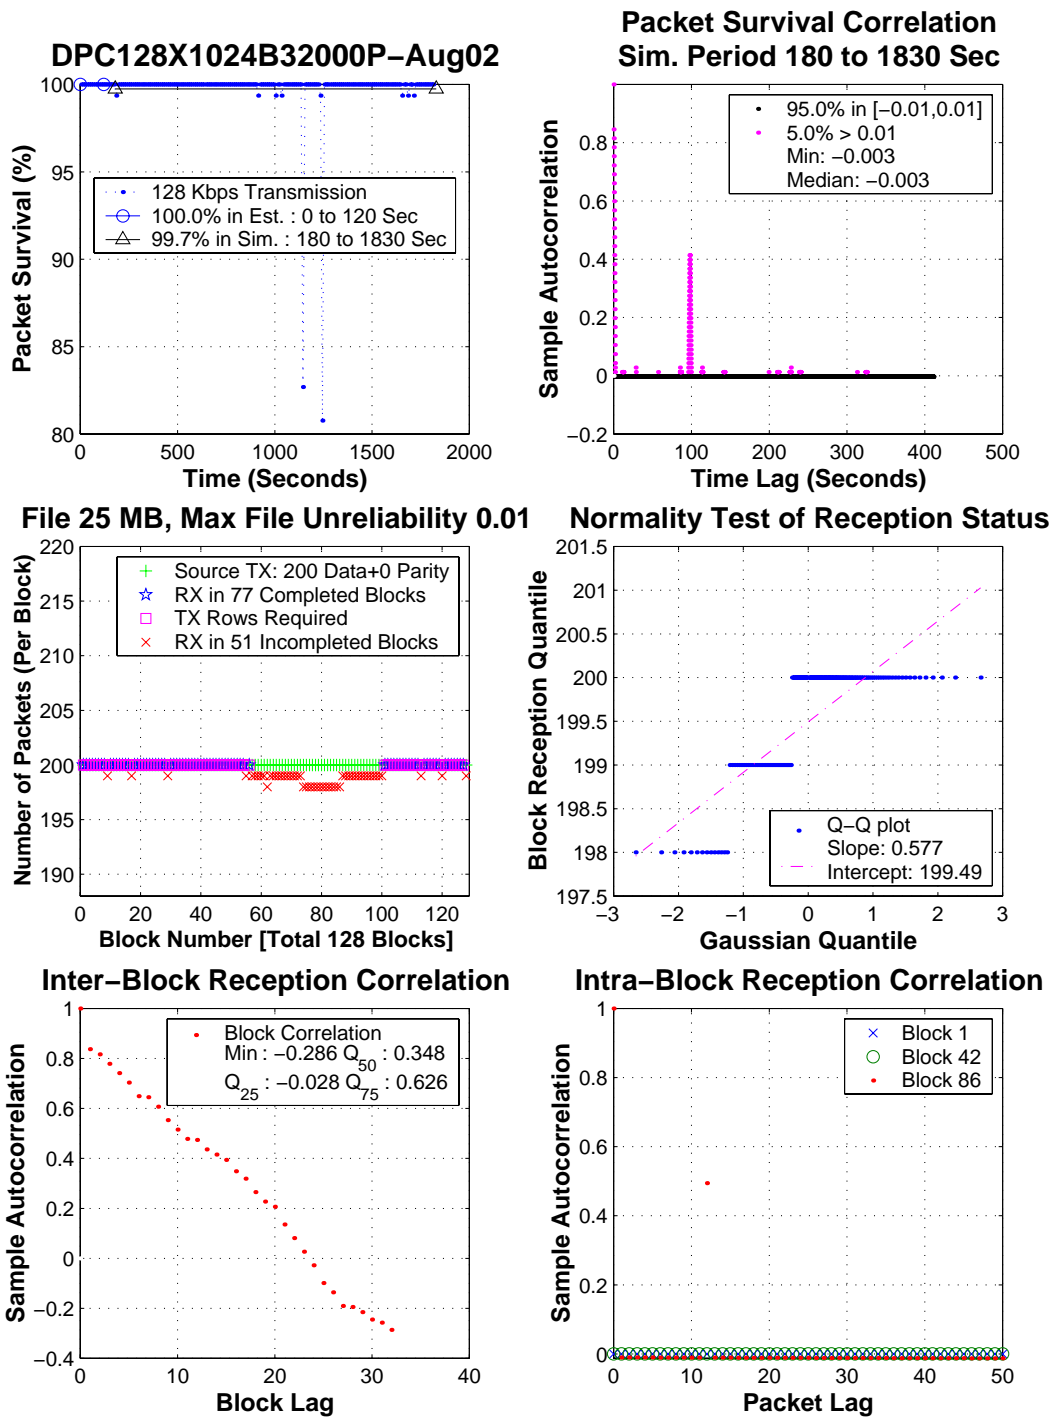 DPC128X1024B32000P−Aug02
100
95
90
85
80
Packet Survival (%)
128 Kbps Transmission
100.0% in Est. : 0 to 120 Sec
99.7% in Sim. : 180 to 1830 Sec
0 500 1000 1500 2000
Time (Seconds)
Packet Survival Correlation
Sim. Period 180 to 1830 Sec
0.8
0.6
0.4
0.2
0
−0.2
Sample Autocorrelation
95.0% in [−0.01,0.01]
5.0% > 0.01
Min: −0.003
Median: −0.003
0 100 200 300 400 500
Time Lag (Seconds)
File 25 MB, Max File Unreliability 0.01
220
215
210
205
200
195
190
Number of Packets (Per Block)
Source TX: 200 Data+0 Parity
RX in 77 Completed Blocks
TX Rows Required
RX in 51 Incompleted Blocks
0 20 40 60 80 100 120
Block Number [Total 128 Blocks]
Normality Test of Reception Status
201.5
201
200.5
200
199.5
199
198.5
198
197.5
Block Reception Quantile
Q−Q plot
Slope: 0.577
Intercept: 199.49
−3 −2 −1 0 1 2 3
Gaussian Quantile
Inter−Block Reception Correlation
1
0.8
0.6
0.4
0.2
0
−0.2
−0.4
Sample Autocorrelation
Block Correlation
Min : −0.286 Q50 : 0.348
Q25 : −0.028 Q75 : 0.626
0 10 20 30 40
Block Lag
Intra−Block Reception Correlation
1
0.8
0.6
0.4
0.2
0
Sample Autocorrelation
Block 1
Block 42
Block 86
0 10 20 30 40 50
Packet Lag